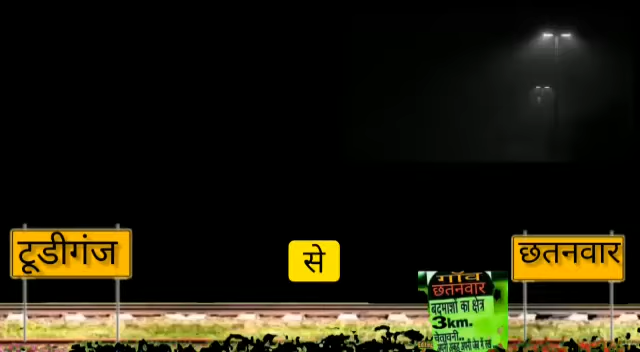 टूडीगंज
से
छतनवार
गाँव
छतनवार
बदमाशों का क्षेत्र
3km.
चेतावनी..